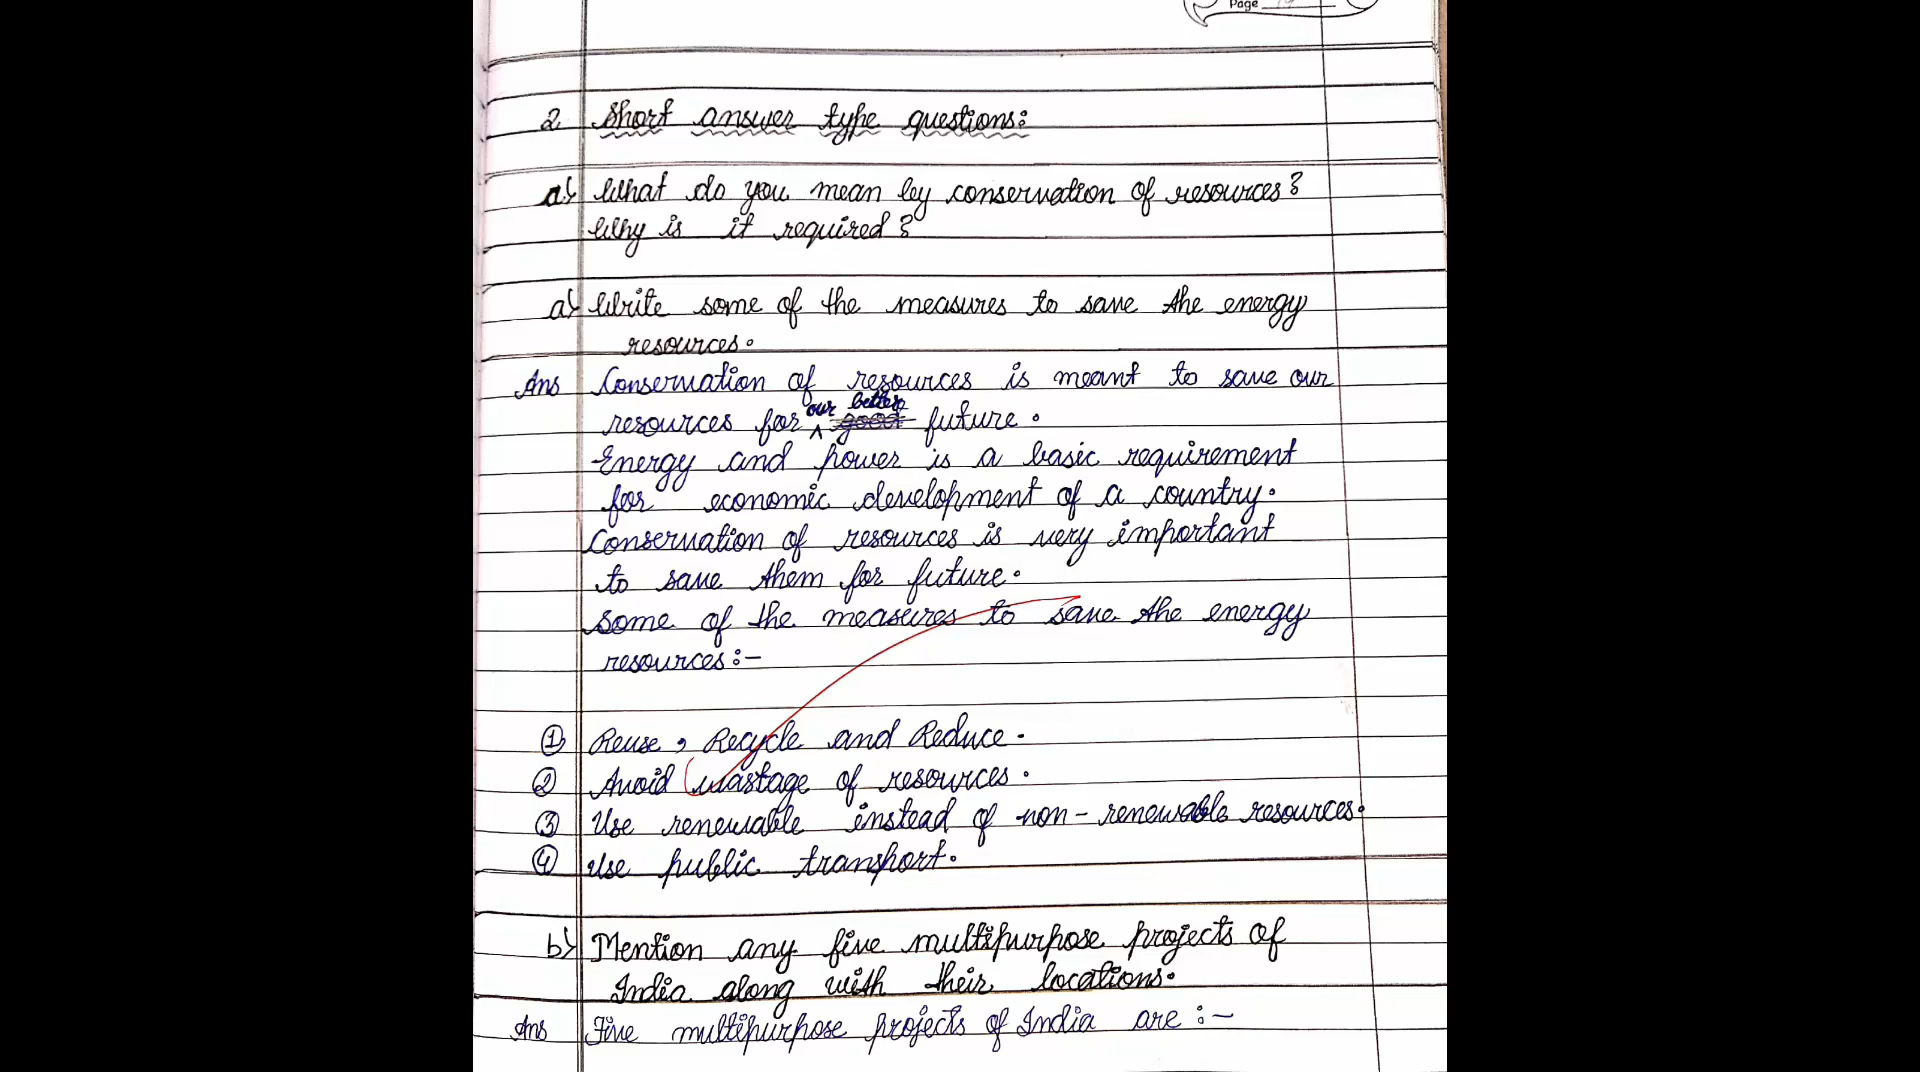 Page
2. Short answer type questions:
a) What do you mean by conservation of resources?
Why is it required?
a) Write some of the measures to save the energy
resources.
Ans Conservation of resources is meant to save our
our better
resources for ^ good future.
Energy and power is a basic requirement
for economic development of a country.
Conservation of resources is very important
to save them for future.
Some of the measures to save the energy
resources:-
① Reuse, Recycle and Reduce.
② Avoid wastage of resources.
③ Use renewable instead of non-renewable resources.
④ Use public transport.
b) Mention any five multipurpose projects of
India along with their locations.
Ans Five multipurpose projects of India are :-